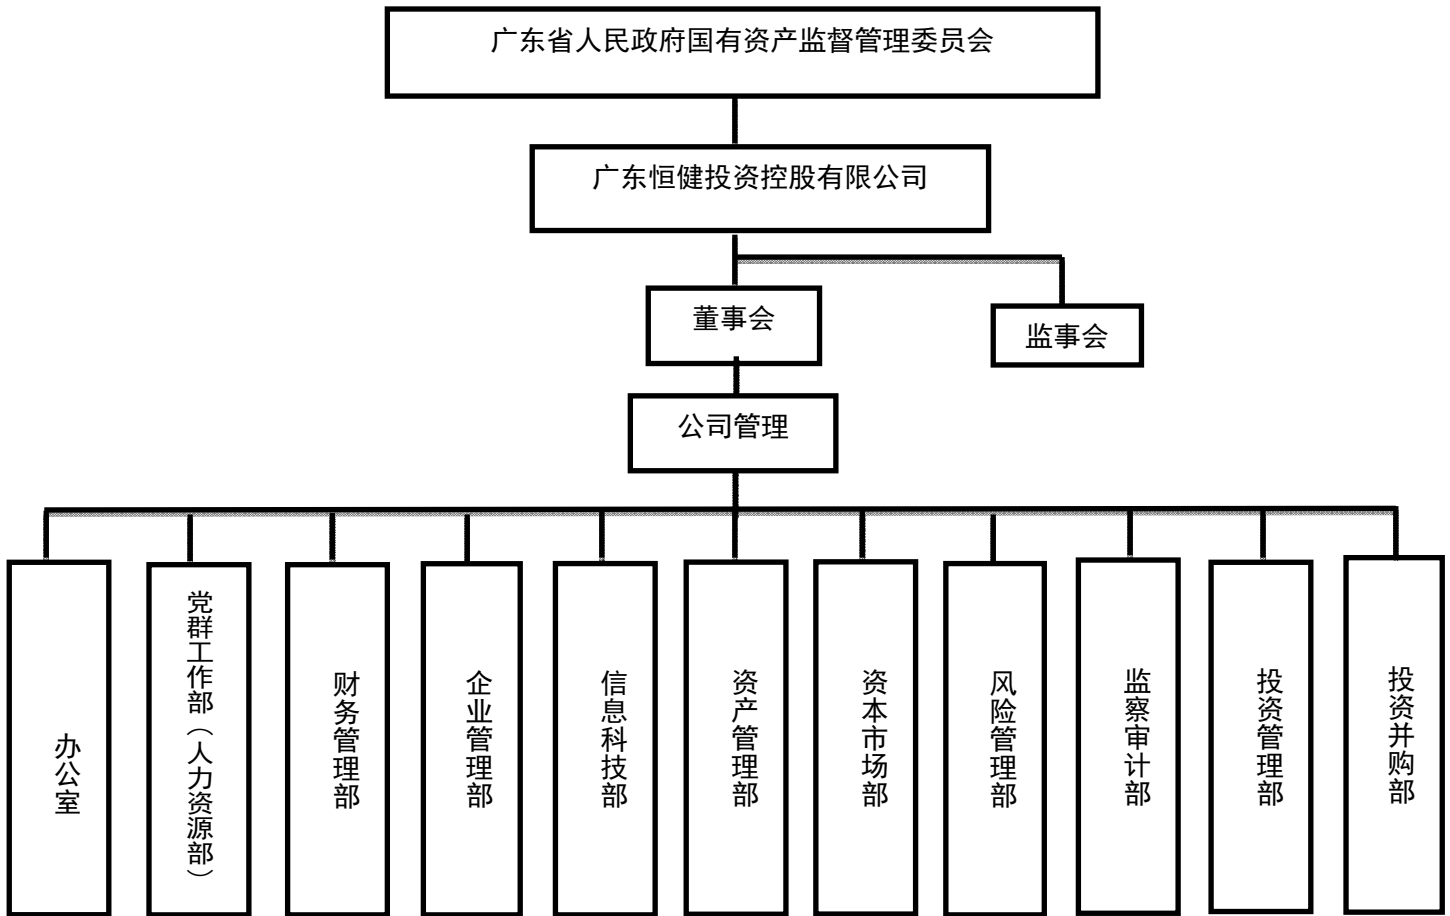 广东省人民政府国有资产监督管理委员会
广东恒健投资控股有限公司
董事会
监事会
公司管理
办公室
党群工作部（人力资源部）
财务管理部
企业管理部
信息科技部
资产管理部
资本市场部
风险管理部
监察审计部
投资管理部
投资并购部